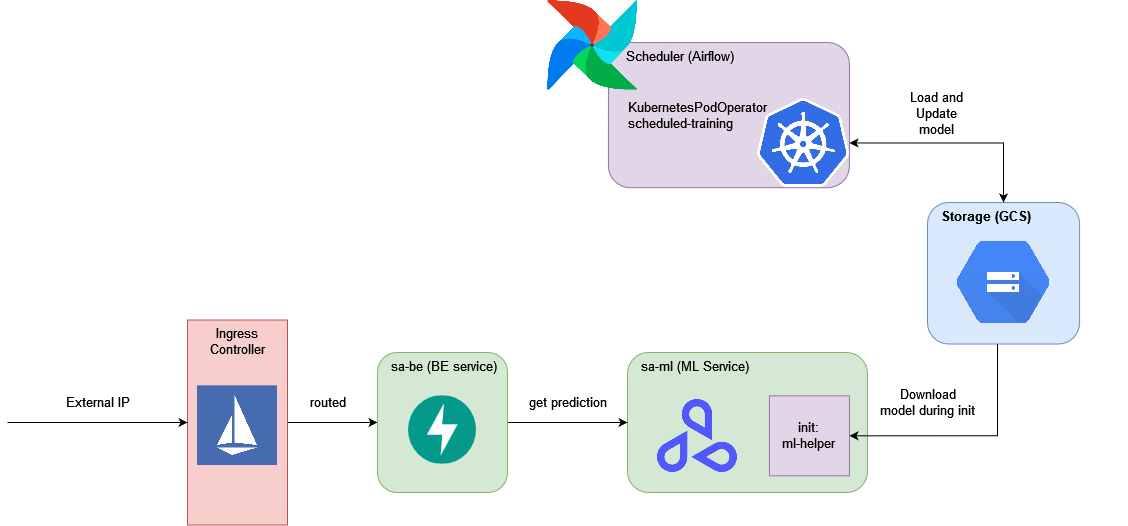 Scheduler (Airflow)
KubernetesPodOperator
scheduled-training
Load and
Update
model
Storage (GCS)
Ingress
Controller
External IP
routed
sa-be (BE service)
get prediction
sa-ml (ML Service)
init:
ml-helper
Download
model during init